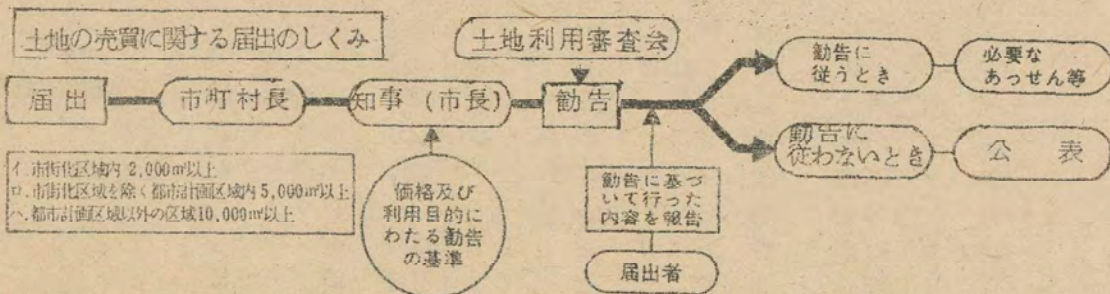 土地の売買に関する届出のしくみ
土地利用審査会
届出
市町村長
知事(市長)
勧告
勧告に
従うとき
必要な
あっせん等
勧告に
従わないとき
公表
イ.市街化区域内2,000㎡以上
ロ.市街化区域を除く都市計画区域内5,000㎡以上
ハ.都市計画区域以外の区域10,000㎡以上
価格及び
利用目的に
わたる勧告
の基準
勧告に基づ
いて行った
内容を報告
届出者